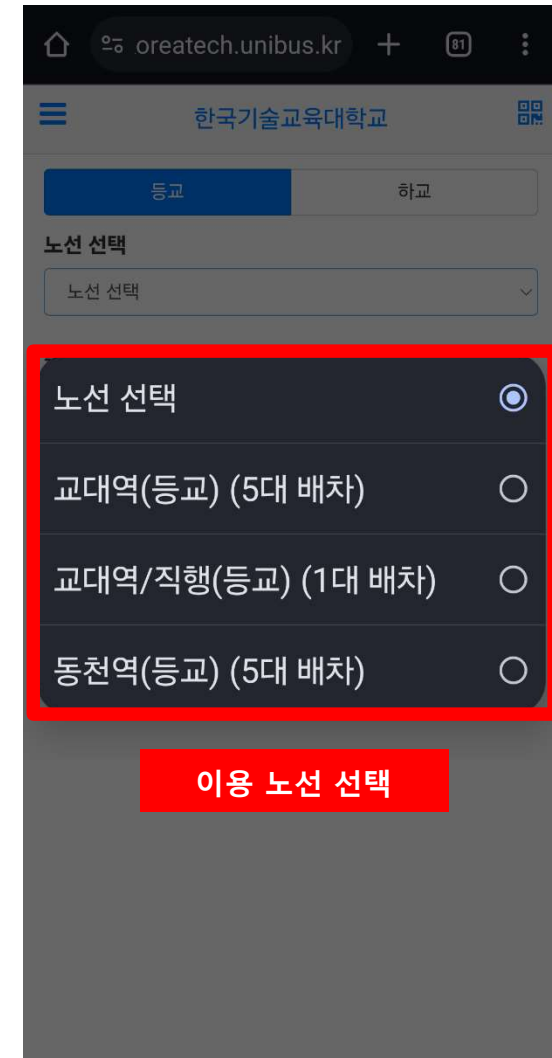 oreatech.unibus.kr
81
한국기술교육대학교
등교
하교
노선 선택
노선 선택
노선 선택
교대역(등교) (5대 배차)
교대역/직행(등교) (1대 배차)
동천역(등교) (5대 배차)
이용 노선 선택